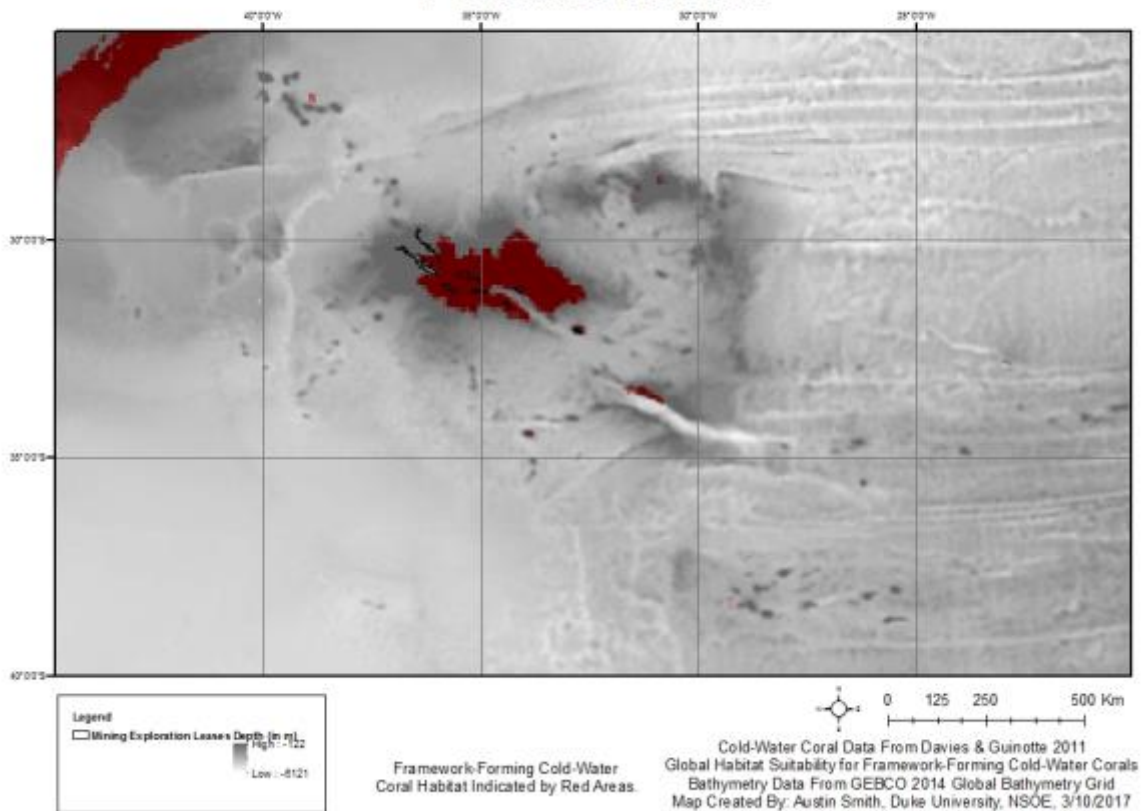 40°0'0"W 35°0'0"W 30°0'0"W 25°0'0"W
30°0'0"S
35°0'0"S
40°0'0"S
Legend
Mining Exploration Leases Depth (in m)
High : -122
Low : -6121
0 125 250 500 Km
Framework-Forming Cold-Water
Coral Habitat Indicated by Red Areas.
Cold-Water Coral Data From Davies & Guinotte 2011
Global Habitat Suitability for Framework-Forming Cold-Water Corals
Bathymetry Data From GEBCO 2014 Global Bathymetry Grid
Map Created By: Austin Smith, Duke University, NSOE, 3/10/2017